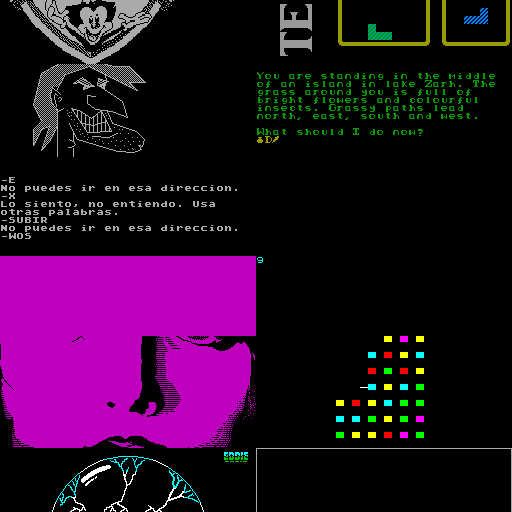 TE
You are standing in the middle
of an island in lake Zarh. The
grass around you is full of
bright flowers and colourful
insects. Grassy paths lead
north, east, south and west.
What should I do now?
-E
No puedes ir en esa direccion.
-X
Lo siento, no entiendo. Usa
otras palabras.
-SUBIR
No puedes ir en esa direccion.
-WOS
9
EDDIE